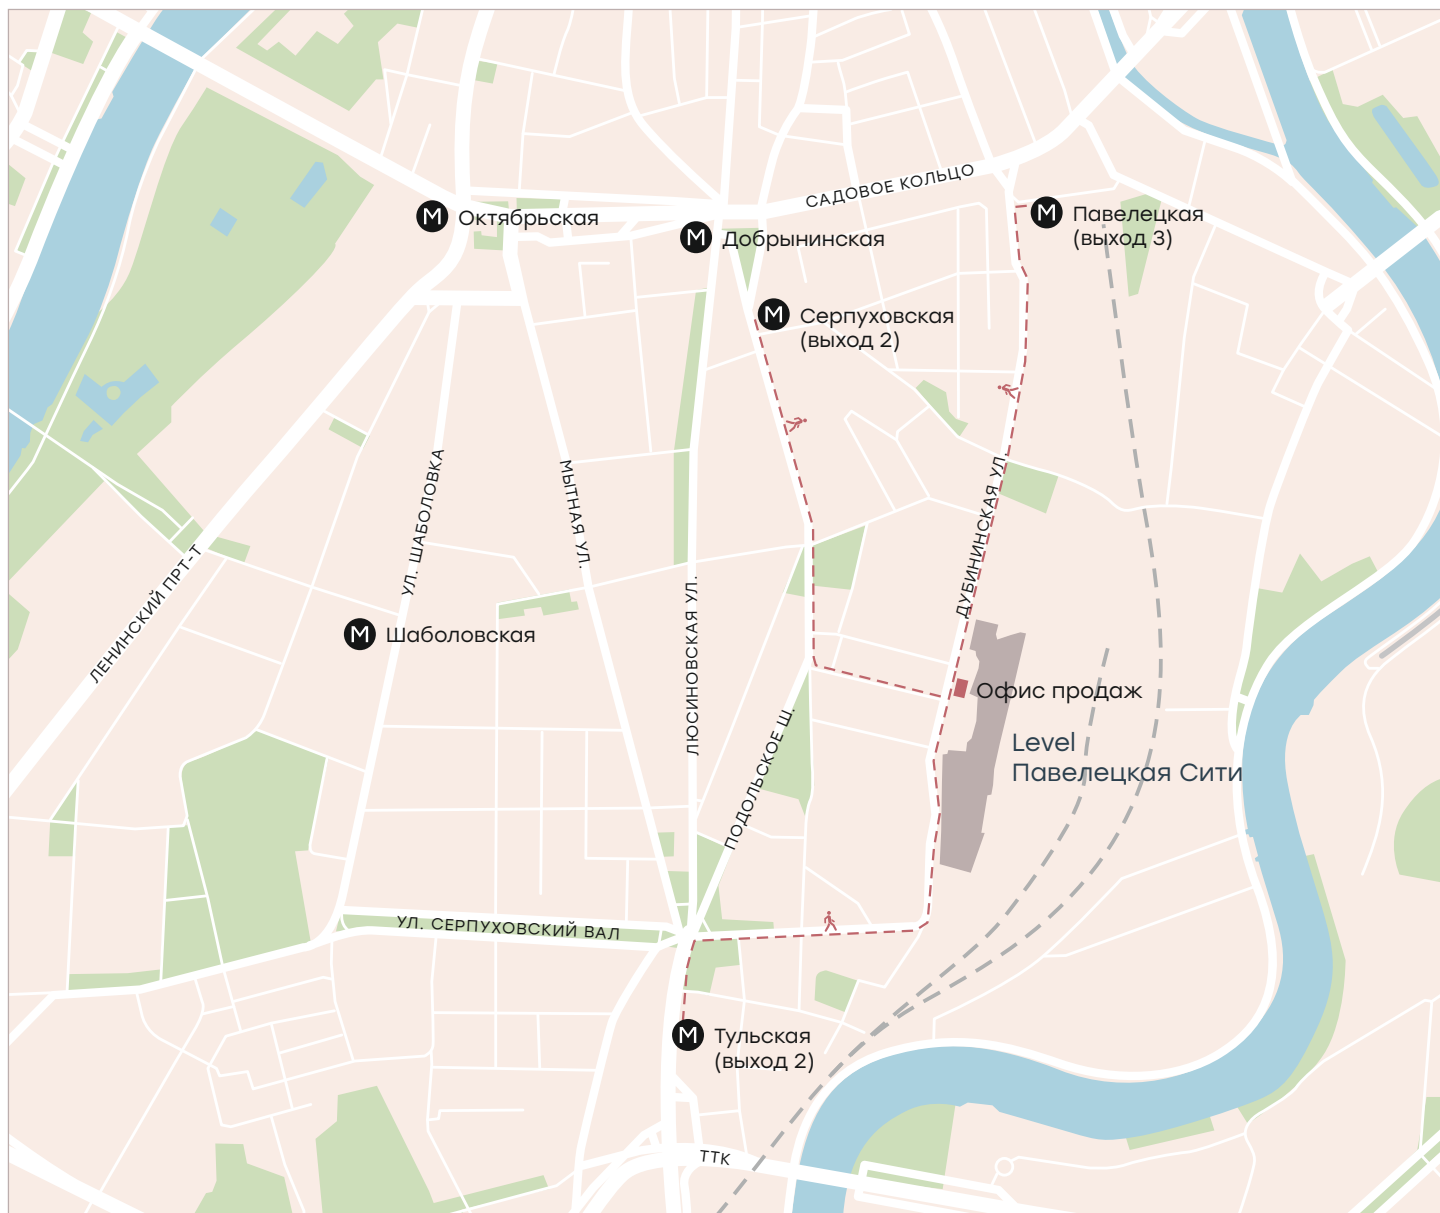 САДОВОЕ КОЛЬЦО
М Октябрьская
М Добрынинская
М Павелецкая
(выход 3)
М Серпуховская
(выход 2)
УЛ. ШАБОЛОВКА
МЫТНАЯ УЛ.
ДУБИНИНСКАЯ УЛ.
ЛЕНИНСКИЙ ПРТ-Т
М Шаболовская
ЛЮСИНОВСКАЯ УЛ.
Офис продаж
Level
Павелецкая Сити
ПОДОЛЬСКОЕ Ш.
УЛ. СЕРПУХОВСКИЙ ВАЛ
М Тульская
(выход 2)
ТТК